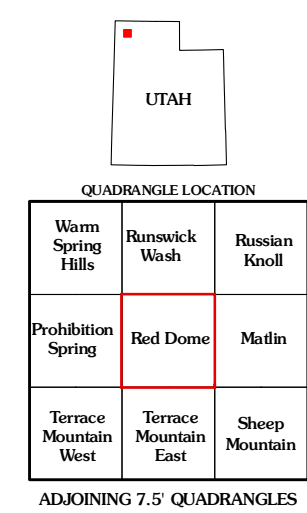 UTAH
QUADRANGLE LOCATION
Warm
Spring
Hills
Runswick
Wash
Russian
Knoll
Prohibition
Spring
Red Dome
Matlin
Terrace
Mountain
West
Terrace
Mountain
East
Sheep
Mountain
ADJOINING 7.5' QUADRANGLES